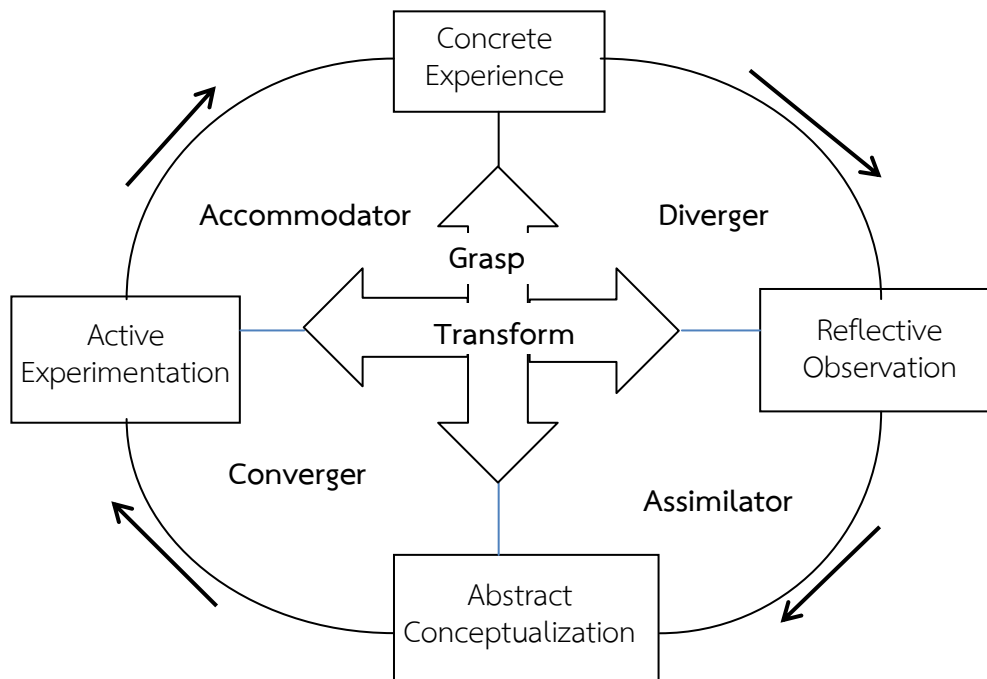 Concrete
Experience
Accommodator
Diverger
Grasp
Active
Experimentation
Transform
Reflective
Observation
Converger
Assimilator
Abstract
Conceptualization